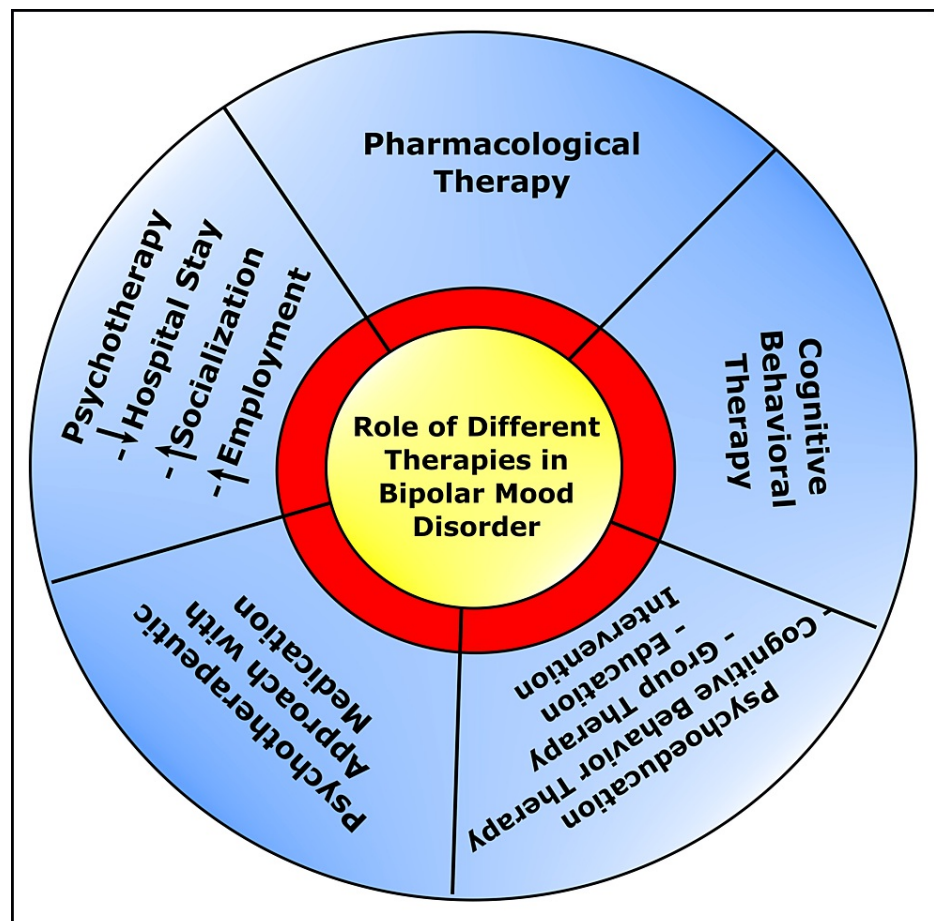 Pharmacological
Therapy
Cognitive
Behavioral
Therapy
Psychoeducation
- Cognitive Behavior Therapy
- Group Therapy
- Education
Intervention
Psychotherapeutic
Approach with
Medication
Psychotherapy
-↓Hospital Stay
-↑Socialization
-↑Employment
Role of Different
Therapies in
Bipolar Mood
Disorder